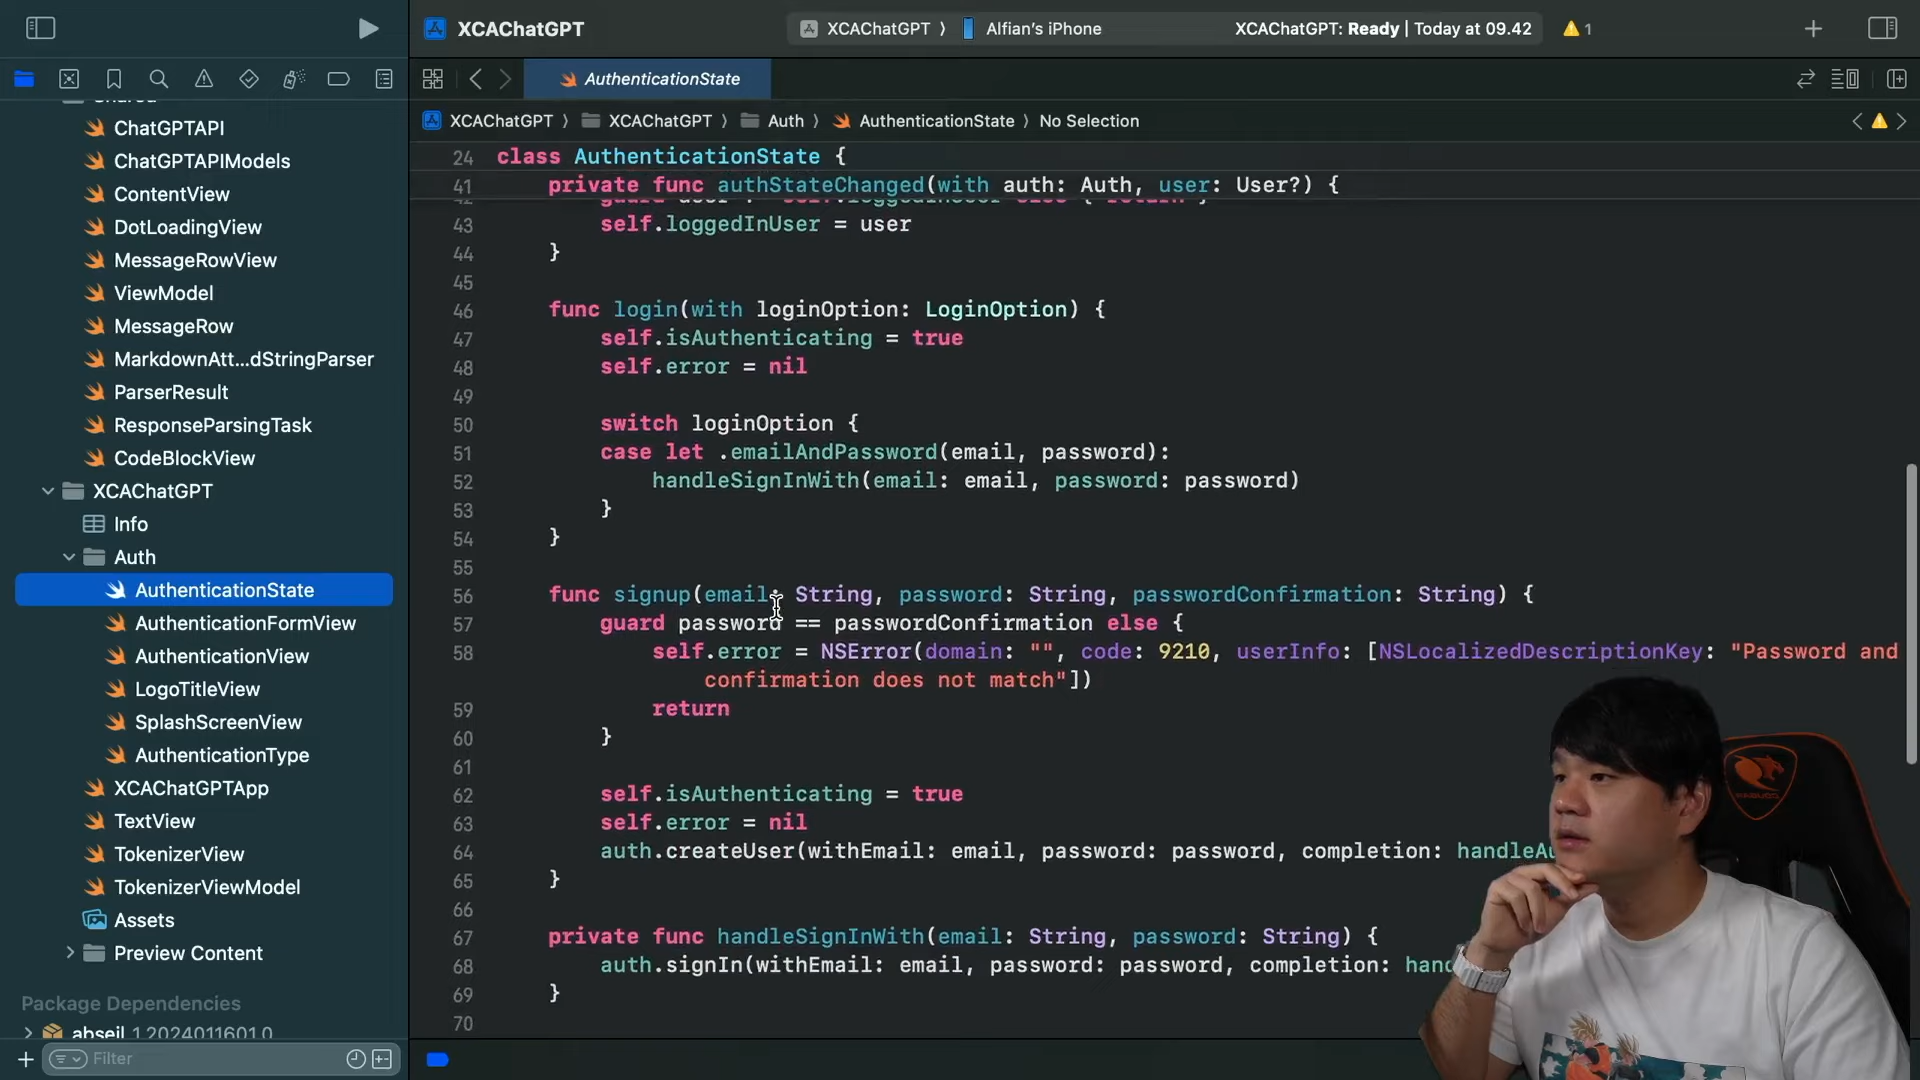 XCAChatGPT
XCAChatGPT ⟩ Alfian's iPhone
XCAChatGPT: Ready | Today at 09.42
1
AuthenticationState
XCAChatGPT ⟩ XCAChatGPT ⟩ Auth ⟩ AuthenticationState ⟩ No Selection
Shared
ChatGPTAPI
ChatGPTAPIModels
ContentView
DotLoadingView
MessageRowView
ViewModel
MessageRow
MarkdownAtt...dStringParser
ParserResult
ResponseParsingTask
CodeBlockView
XCAChatGPT
Info
Auth
AuthenticationState
AuthenticationFormView
AuthenticationView
LogoTitleView
SplashScreenView
AuthenticationType
XCAChatGPTApp
TextView
TokenizerView
TokenizerViewModel
Assets
Preview Content
Package Dependencies
abseil 1.2024011601.0
Filter
24 class AuthenticationState {
41 private func authStateChanged(with auth: Auth, user: User?) {
43 self.loggedInUser = user
44 }
45
46 func login(with loginOption: LoginOption) {
47 self.isAuthenticating = true
48 self.error = nil
49
50 switch loginOption {
51 case let .emailAndPassword(email, password):
52 handleSignInWith(email: email, password: password)
53 }
54 }
55
56 func signup(email: String, password: String, passwordConfirmation: String) {
57 guard password == passwordConfirmation else {
58 self.error = NSError(domain: "", code: 9210, userInfo: [NSLocalizedDescriptionKey: "Password and
confirmation does not match"])
59 return
60 }
61
62 self.isAuthenticating = true
63 self.error = nil
64 auth.createUser(withEmail: email, password: password, completion: handleAu
65 }
66
67 private func handleSignInWith(email: String, password: String) {
68 auth.signIn(withEmail: email, password: password, completion: hand
69 }
70